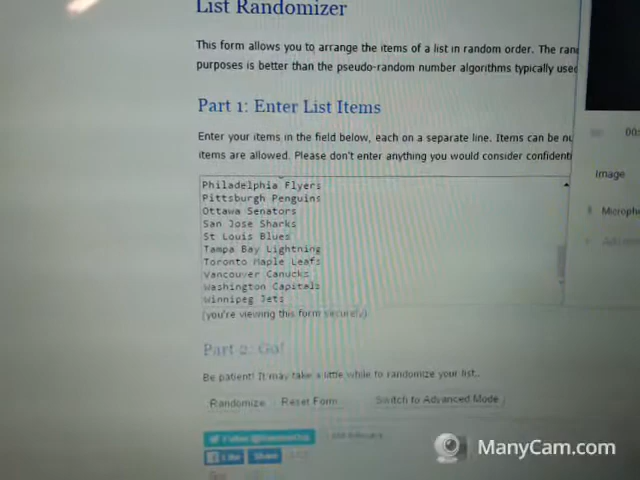 List Randomizer
This form allows you to arrange the items of a list in random order. The ran
purposes is better than the pseudo-random number algorithms typically used
Part 1: Enter List Items
Enter your items in the field below, each on a separate line. Items can be nu
items are allowed. Please don't enter anything you would consider confidenti
Philadelphia Flyers
Pittsburgh Penguins
Ottawa Senators
San Jose Sharks
St Louis Blues
Tampa Bay Lightning
Toronto Maple Leafs
Vancouver Canucks
Washington Capitals
Winnipeg Jets
(you're viewing this form securely)
Part 2: Go!
Be patient! It may take a little while to randomize your list.
Randomize Reset Form Switch to Advanced Mode
Like Share
00:
Image
Microph
ManyCam.com